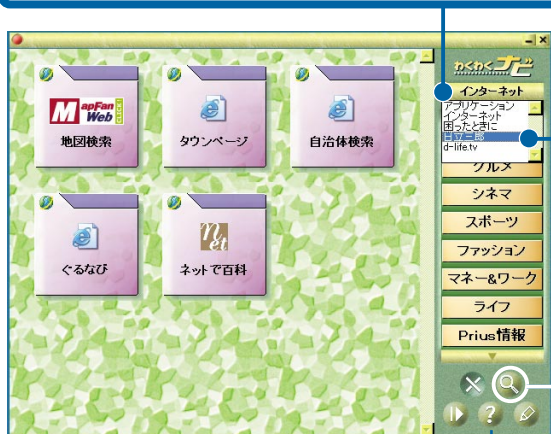 わくわくナビ
MapFan
Web
CLICK!
地図検索
タウンページ
自治体検索
ぐるなび
Net
ネットで百科
インターネット
アプリケーション
インターネット
困ったときに
日立三郎
d-life.tv
グルメ
シネマ
スポーツ
ファッション
マネー&ワーク
ライフ
Prius情報
?